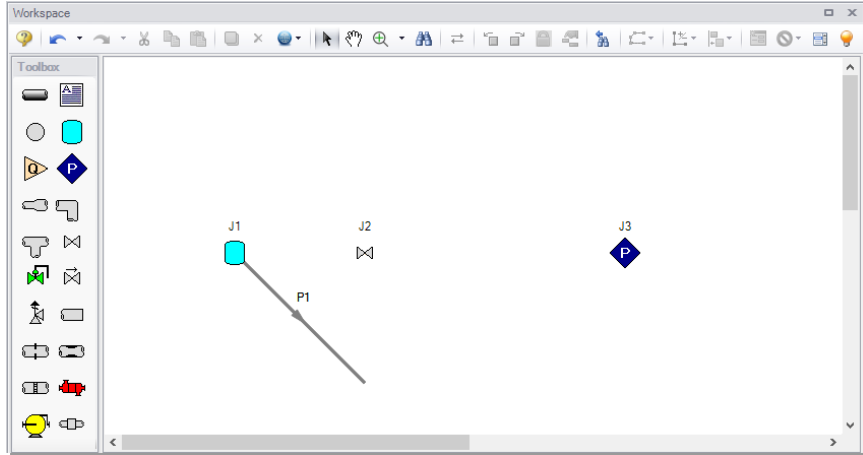 Workspace
Toolbox
A
Q P
J1 J2 J3
P
P1